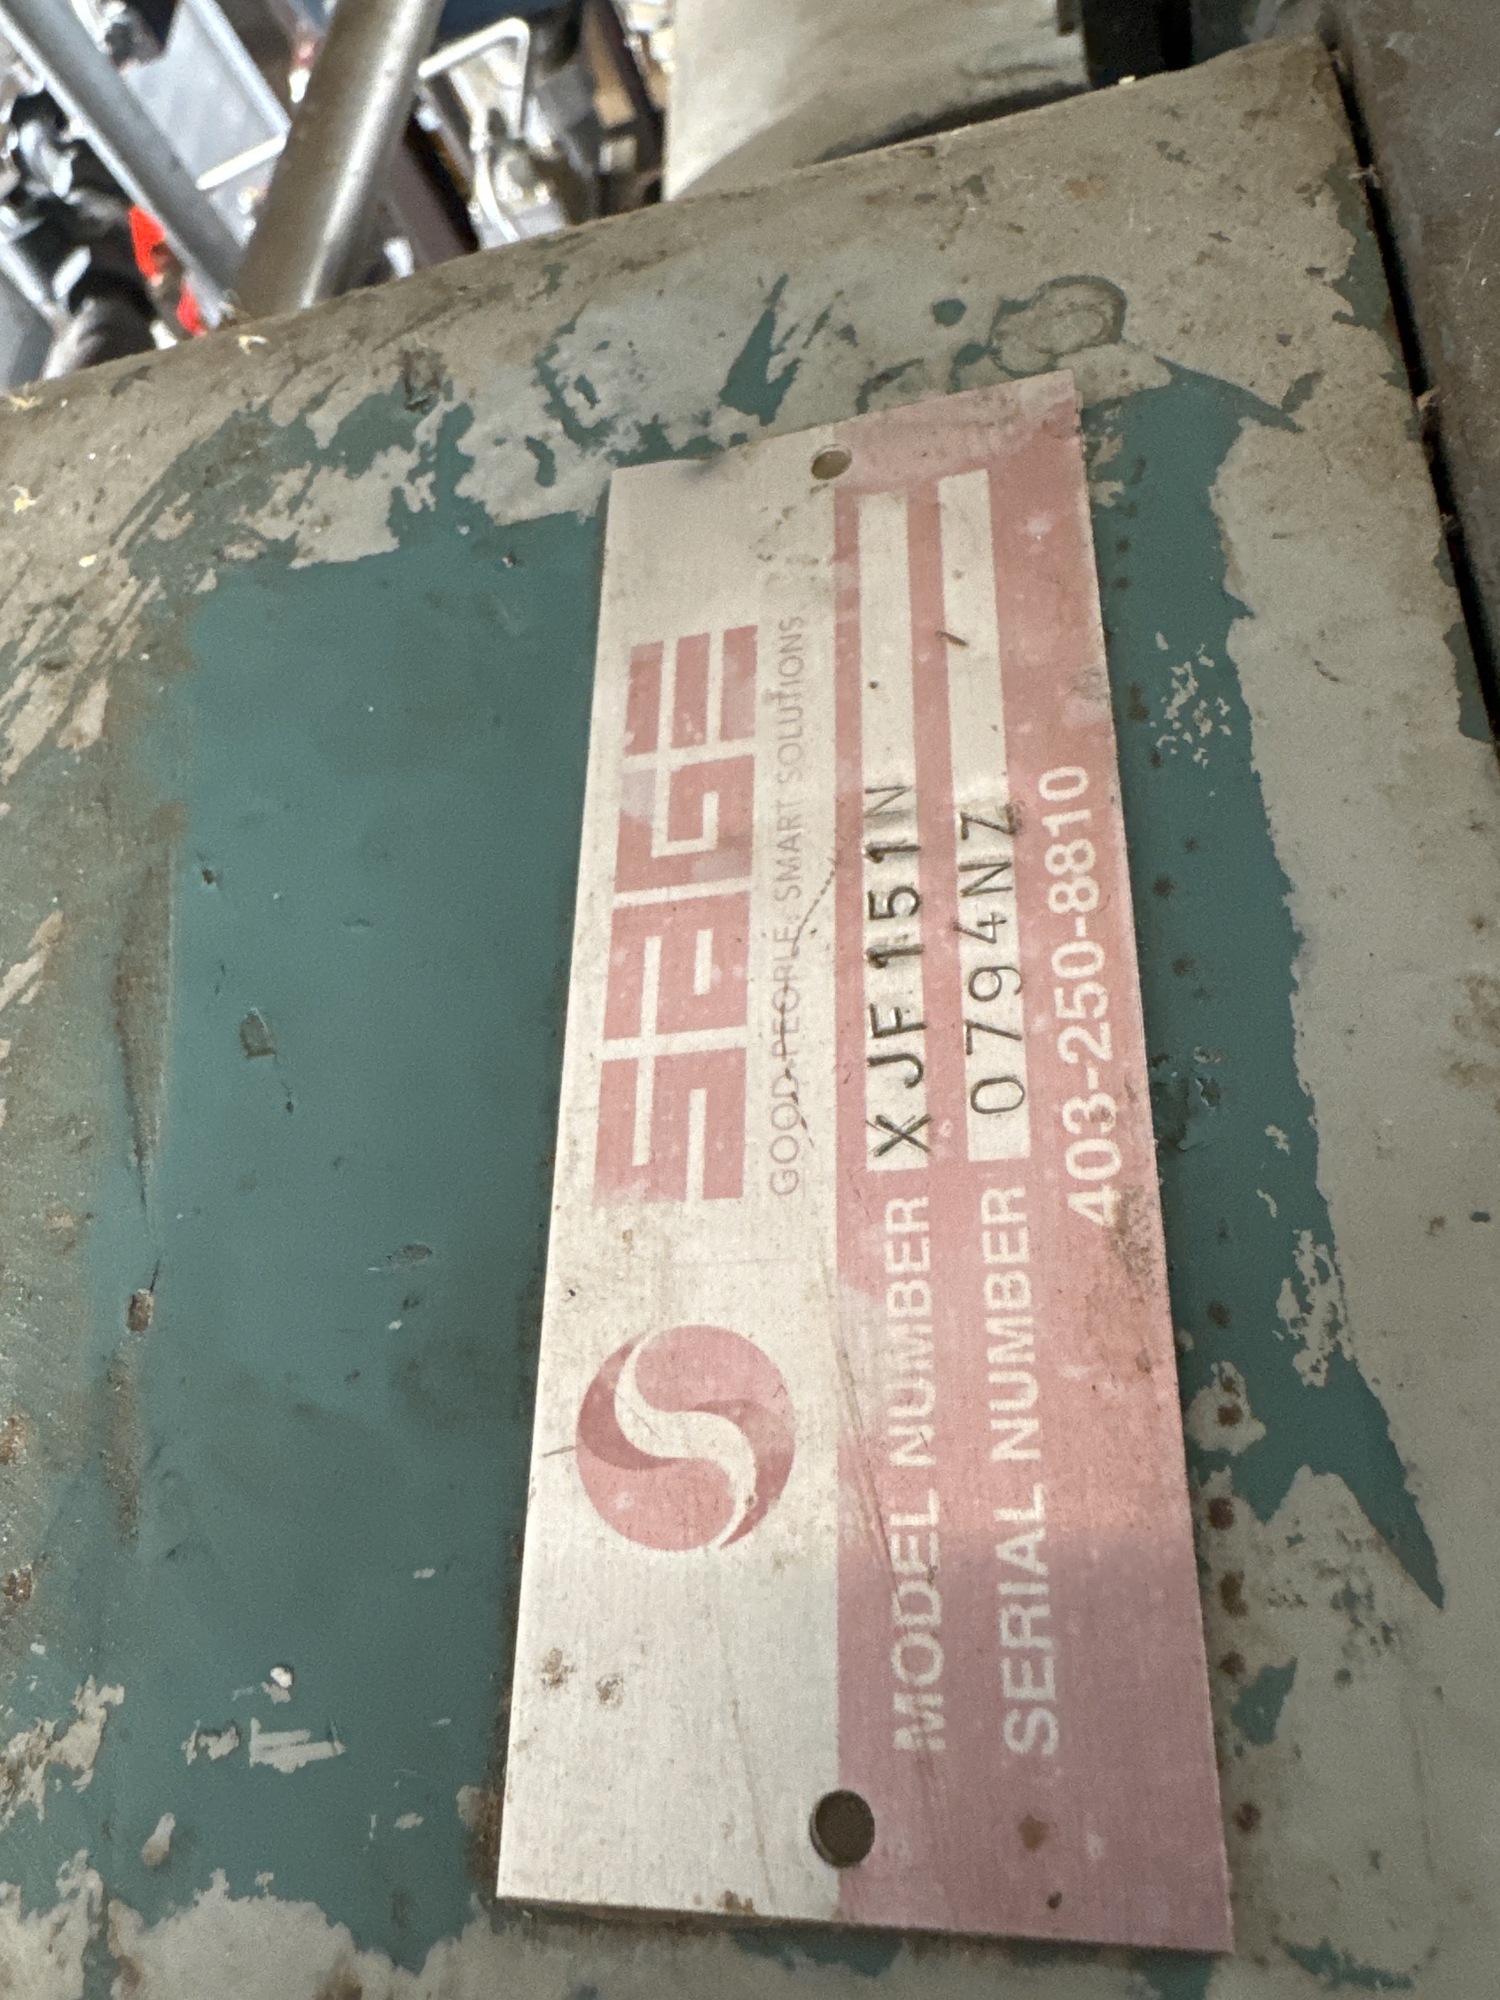 SAGE
GOOD PEOPLE. SMART SOLUTIONS
MODEL NUMBER XJF151N
SERIAL NUMBER 0794NZ
403-250-8810